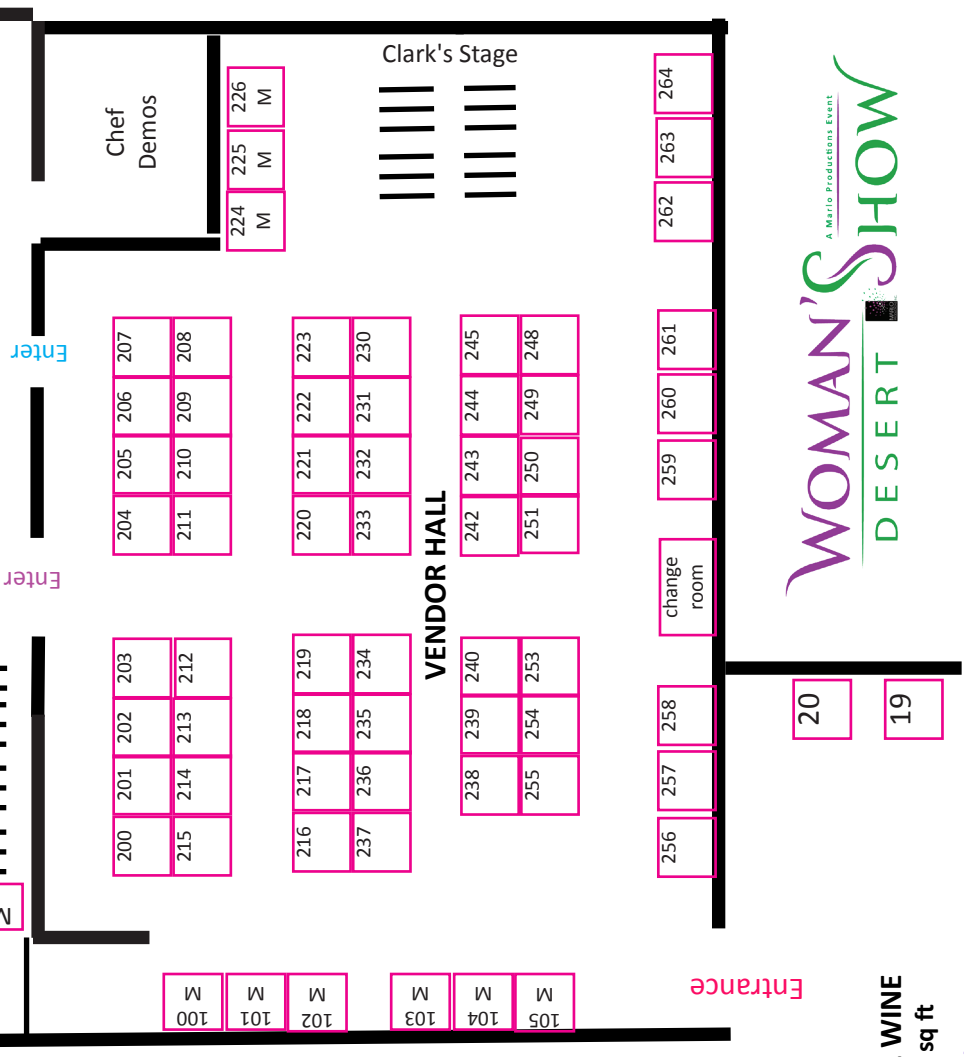 Clark's Stage
Chef
Demos
226
M
225
M
224
M
264
263
262
Enter
207 208
206 209
205 210
204 211
223 230
222 231
221 232
220 233
245 248
244 249
243 250
242 251
261
260
259
Enter
VENDOR HALL
change
room
203 212
202 213
201 214
200 215
219 234
218 235
217 236
216 237
240 253
239 254
238 255
258
257
256
20
19
A Marlo Productions Event
WOMAN'S SHOW
DESERT
M
M
100
M
101
M
102
M
103
M
104
M
105
Entrance
WINE
sq ft